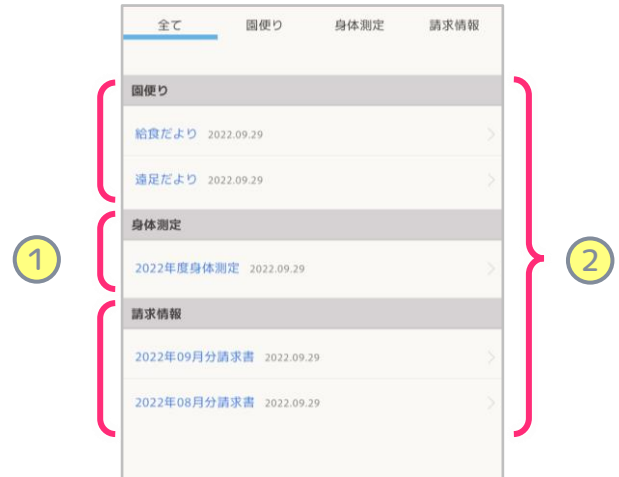 全て 園便り 身体測定 請求情報
園便り
給食だより 2022.09.29
遠足だより 2022.09.29
身体測定
2022年度身体測定 2022.09.29
請求情報
2022年09月分請求書 2022.09.29
2022年08月分請求書 2022.09.29
1
2